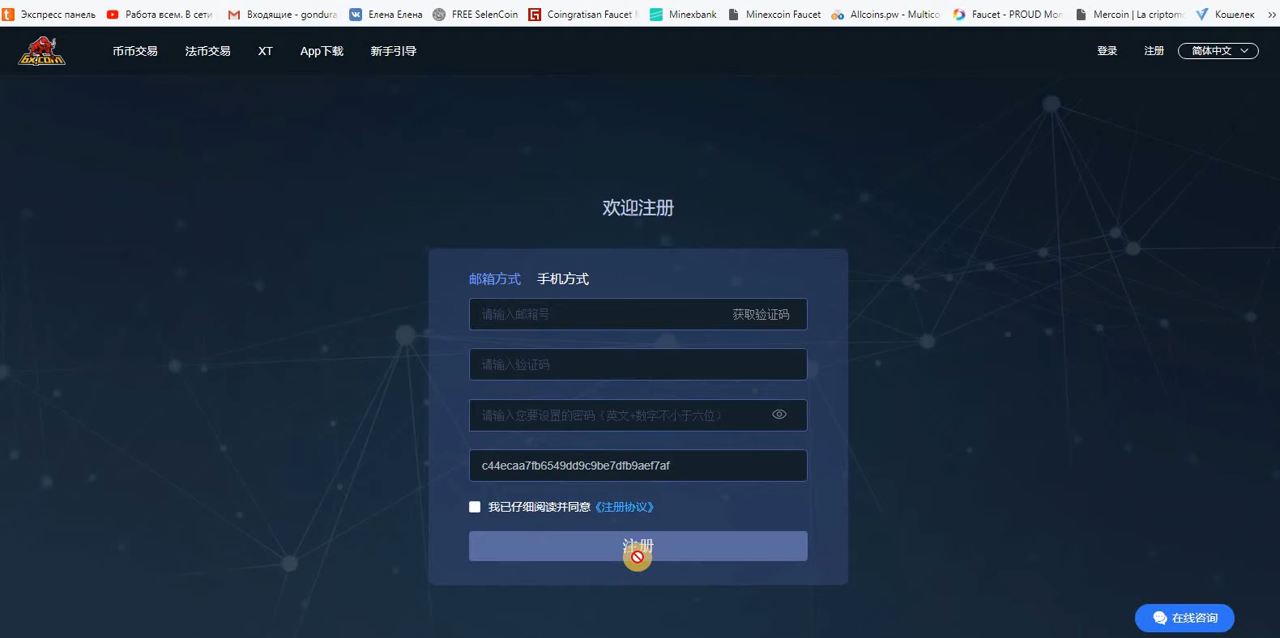 Экспресс панель Работа всем. В сети Входящие - gondura Елена Елена FREE SelenCoin Coingratisan Faucet Minexbank Minexcoin Faucet Allcoins.pw - Multico Faucet - PROUD Mon Mercoin | La criptomo Кошелек »
6X.COIN 币币交易 法币交易 XT App下载 新手引导 登录 注册 简体中文
欢迎注册
邮箱方式 手机方式
请输入邮箱号 获取验证码
请输入验证码
请输入您要设置的密码（英文+数字不小于六位）
c44ecaa7fb6549dd9c9be7dfb9aef7af
我已仔细阅读并同意《注册协议》
注册
在线咨询